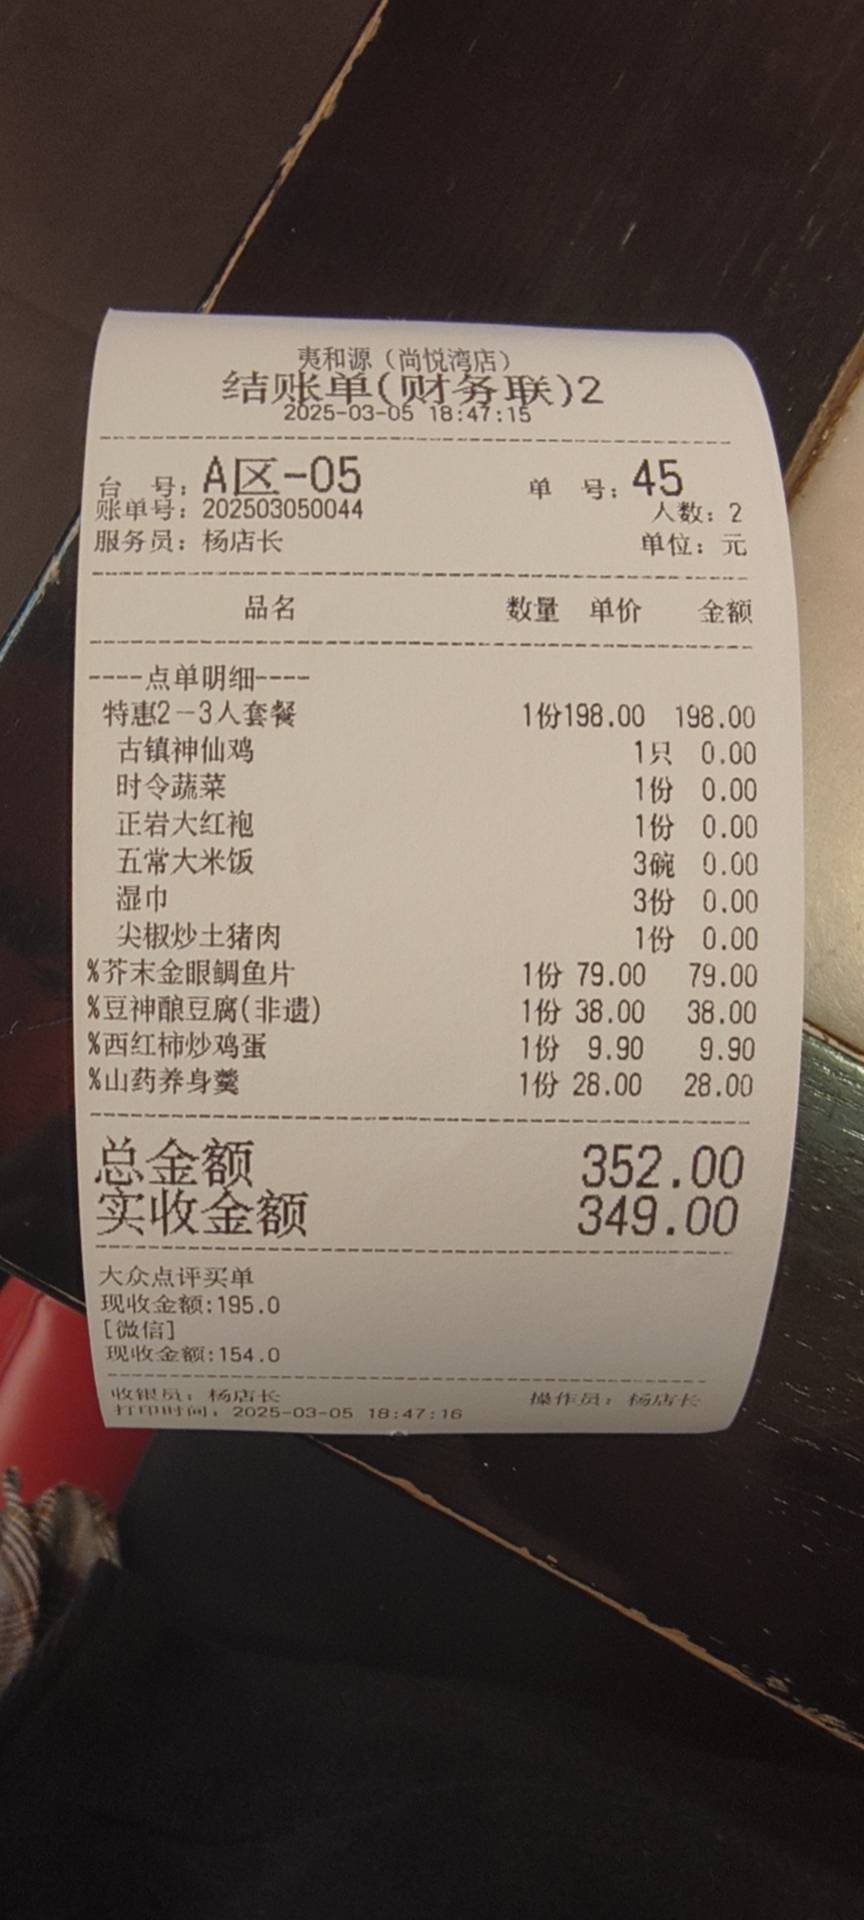 夷和源（尚悦湾店）
结账单(财务联)2
2025-03-05 18:47:15
台 号：A区-05 单 号：45
账单号：202503050044 人数：2
服务员：杨店长 单位：元
品名 数量 单价 金额
----点单明细----
特惠2－3人套餐 1份198.00 198.00
古镇神仙鸡 1只 0.00
时令蔬菜 1份 0.00
正岩大红袍 1份 0.00
五常大米饭 3碗 0.00
湿巾 3份 0.00
尖椒炒土猪肉 1份 0.00
%芥末金眼鲷鱼片 1份 79.00 79.00
%豆神酿豆腐(非遗) 1份 38.00 38.00
%西红柿炒鸡蛋 1份 9.90 9.90
%山药养身羹 1份 28.00 28.00
总金额 352.00
实收金额 349.00
大众点评买单
现收金额:195.0
[微信]
现收金额:154.0
收银员：杨店长 操作员：杨店长
打印时间：2025-03-05 18:47:16